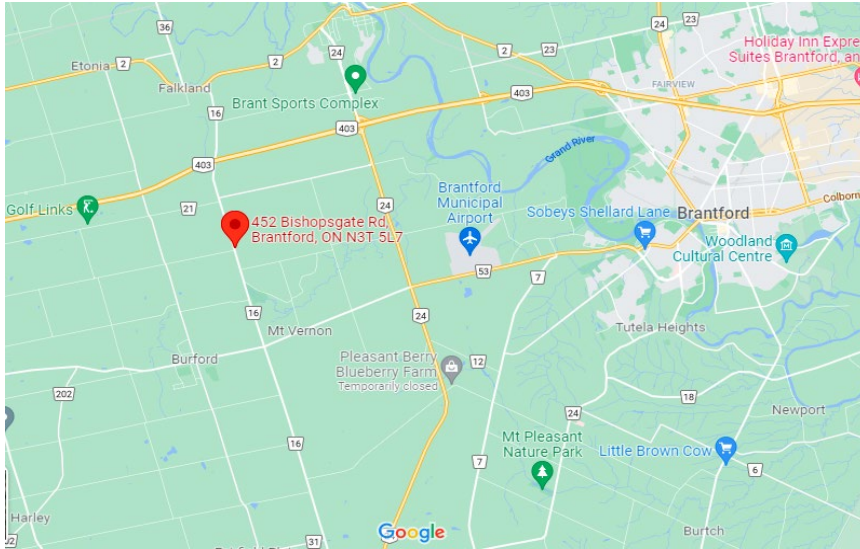 36
24
2
23
24
23
Holiday Inn Expre
Suites Brantford, an
Etonia
2
2
Falkland
FAIRVIEW
Brant Sports Complex
403
403
16
403
Grand River
403
Golf Links
21
24
Brantford
Municipal
Airport
Sobeys Shellard Lane
Brantford
Colborn
452 Bishopsgate Rd,
Brantford, ON N3T 5L7
Woodland
Cultural Centre
53
7
16
24
Mt Vernon
Tutela Heights
Burford
Pleasant Berry
Blueberry Farm
Temporarily closed
12
202
18
24
Newport
16
Mt Pleasant
Nature Park
Little Brown Cow
7
6
Harley
Google
Burtch
31